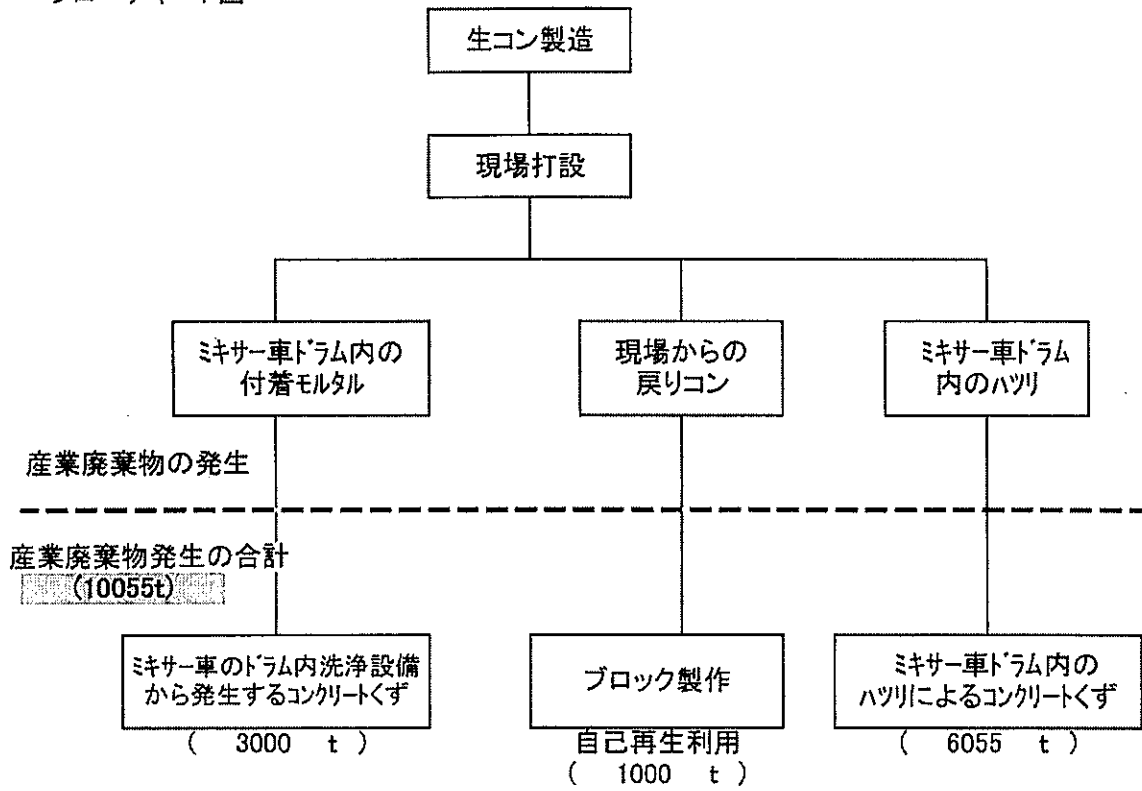 生コン製造
現場打設
ミキサー車ドラム内の
付着モルタル
現場からの
戻りコン
ミキサー車ドラム
内のハツリ
産業廃棄物の発生
産業廃棄物発生の合計
(10055t)
ミキサー車のドラム内洗浄設備
から発生するコンクリートくず
( 3000 t )
ブロック製作
自己再生利用
( 1000 t )
ミキサー車ドラム内の
ハツリによるコンクリートくず
( 6055 t )